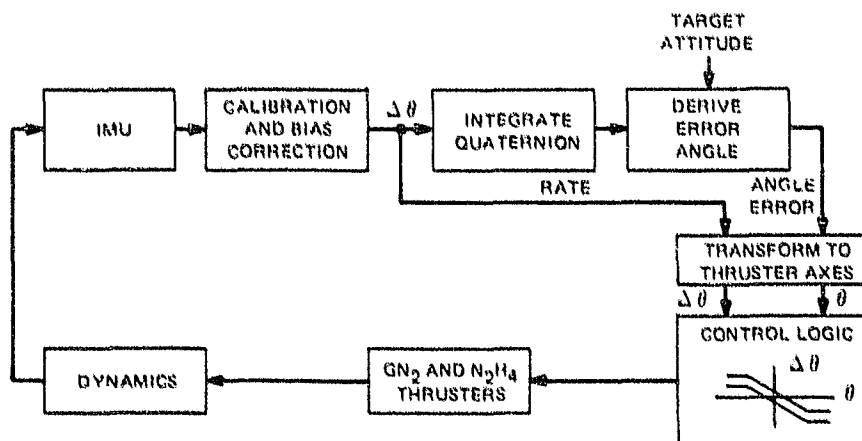 TARGET
ATTITUDE
IMU
CALIBRATION
AND BIAS
CORRECTION
Δθ
INTEGRATE
QUATERNION
DERIVE
ERROR
ANGLE
RATE
ANGLE
ERROR
TRANSFORM TO
THRUSTER AXES
Δθ
θ
CONTROL LOGIC
Δθ
θ
GN₂ AND N₂H₄
THRUSTERS
DYNAMICS